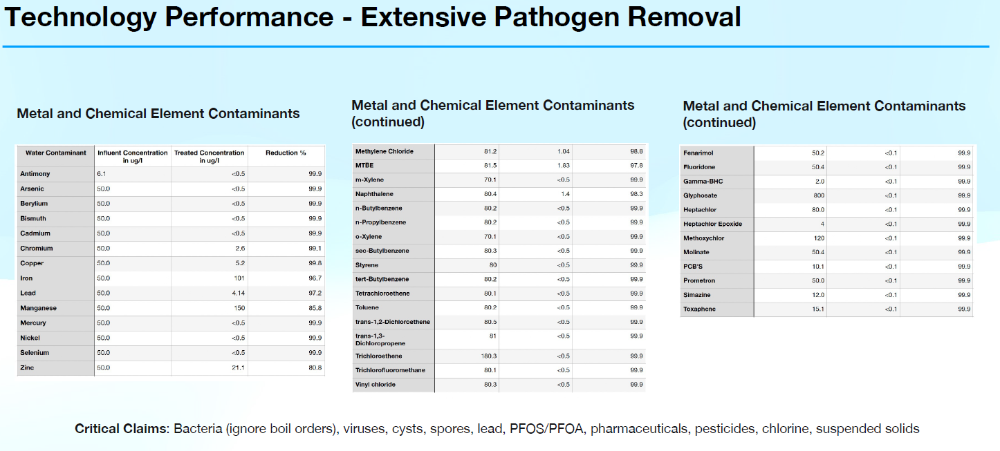 Technology Performance - Extensive Pathogen Removal
Metal and Chemical Element Contaminants
Water Contaminant Influent Concentration in ug/l Treated Concentration in ug/l Reduction %
Antimony 6.1 <0.5 99.9
Arsenic 50.0 <0.5 99.9
Berylium 50.0 <0.5 99.9
Bismuth 50.0 <0.5 99.9
Cadmium 50.0 <0.5 99.9
Chromium 50.0 2.6 99.1
Copper 50.0 5.2 99.8
Iron 50.0 101 96.7
Lead 50.0 4.14 97.2
Manganese 50.0 150 85.8
Mercury 50.0 <0.5 99.9
Nickel 50.0 <0.5 99.9
Selenium 50.0 <0.5 99.9
Zinc 50.0 21.1 80.8
Metal and Chemical Element Contaminants
(continued)
Methylene Chloride 81.2 1.04 98.8
MTBE 81.5 1.83 97.8
m-Xylene 70.1 <0.5 99.9
Naphthalene 80.4 1.4 98.3
n-Butylbenzene 80.2 <0.5 99.9
n-Propylbenzene 80.2 <0.5 99.9
o-Xylene 70.1 <0.5 99.9
sec-Butylbenzene 80.3 <0.5 99.9
Styrene 80 <0.5 99.9
tert-Butylbenzene 80.2 <0.5 99.9
Tetrachloroethene 80.1 <0.5 99.9
Toluene 80.2 <0.5 99.9
trans-1,2-Dichloroethene 80.5 <0.5 99.9
trans-1,3- 81 <0.5 99.9
Dichloropropene
Trichloroethene 180.3 <0.5 99.9
Trichlorofluoromethane 80.1 <0.5 99.9
Vinyl chloride 80.3 <0.5 99.9
Metal and Chemical Element Contaminants
(continued)
Fenarimol 50.2 <0.1 99.9
Fluoridone 50.4 <0.1 99.9
Gamma-BHC 2.0 <0.1 99.9
Glyphosate 800 <0.1 99.9
Heptachlor 80.0 <0.1 99.9
Heptachlor Epoxide 4 <0.1 99.9
Methoxychlor 120 <0.1 99.9
Molinate 50.4 <0.1 99.9
PCB'S 10.1 <0.1 99.9
Prometron 50.0 <0.1 99.9
Simazine 12.0 <0.1 99.9
Toxaphene 15.1 <0.1 99.9
Critical Claims: Bacteria (ignore boil orders), viruses, cysts, spores, lead, PFOS/PFOA, pharmaceuticals, pesticides, chlorine, suspended solids